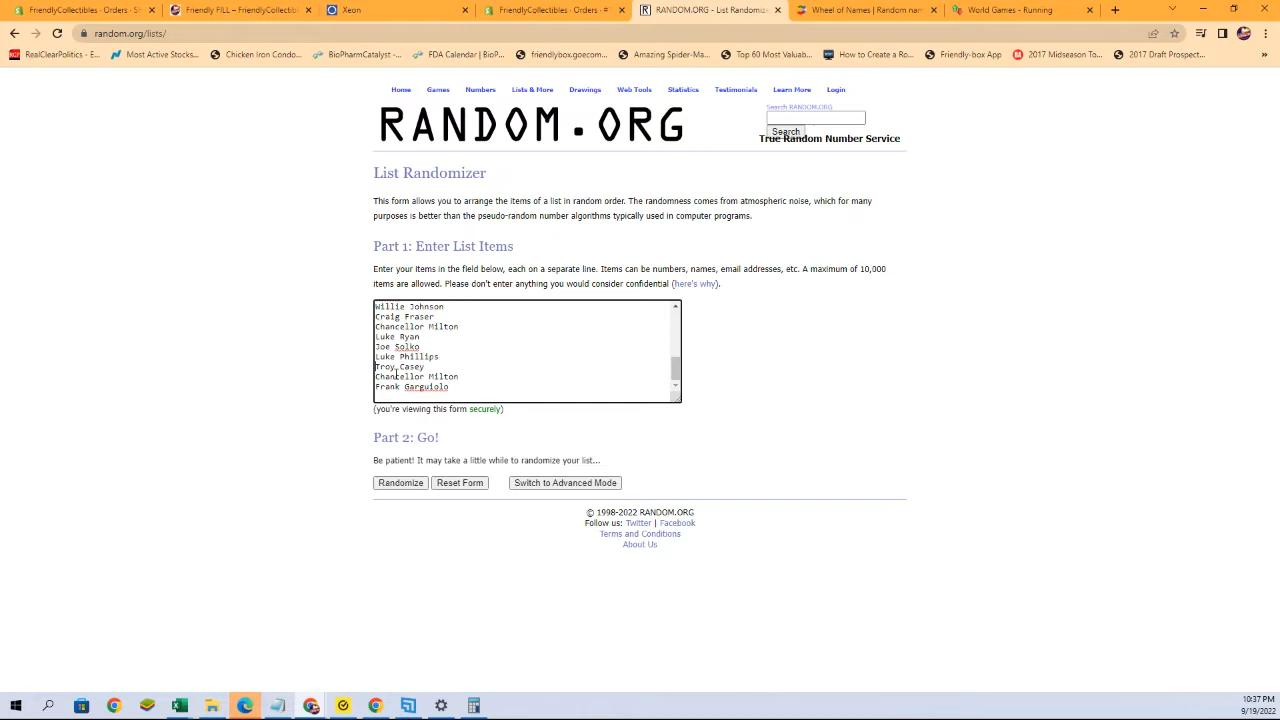 FriendlyCollectibles · Orders · S
Friendly FILL – FriendlyCollectibl
Xeon
FriendlyCollectibles · Orders · #
RANDOM.ORG - List Randomizer
Wheel of Names | Random nam
World Games - Running
random.org/lists/
RealClearPolitics - E...
Most Active Stocks...
Chicken Iron Condo...
BioPharmCatalyst -...
FDA Calendar | BioP...
friendlybox.goecom...
Amazing Spider-Ma...
Top 60 Most Valuab...
How to Create a Ro...
Friendly-box App
2017 Midseason To...
2017 Draft Prospect...
Home Games Numbers Lists & More Drawings Web Tools Statistics Testimonials Learn More Login
RANDOM.ORG
Search RANDOM.ORG
Search
True Random Number Service
List Randomizer
This form allows you to arrange the items of a list in random order. The randomness comes from atmospheric noise, which for many
purposes is better than the pseudo-random number algorithms typically used in computer programs.
Part 1: Enter List Items
Enter your items in the field below, each on a separate line. Items can be numbers, names, email addresses, etc. A maximum of 10,000
items are allowed. Please don't enter anything you would consider confidential (here's why).
Willie Johnson
Craig Fraser
Chancellor Milton
Luke Ryan
Joe Solko
Luke Phillips
Troy Casey
Chancellor Milton
Frank Garguiolo
(you're viewing this form securely)
Part 2: Go!
Be patient! It may take a little while to randomize your list...
Randomize Reset Form Switch to Advanced Mode
© 1998-2022 RANDOM.ORG
Follow us: Twitter | Facebook
Terms and Conditions
About Us
10:37 PM
9/19/2022